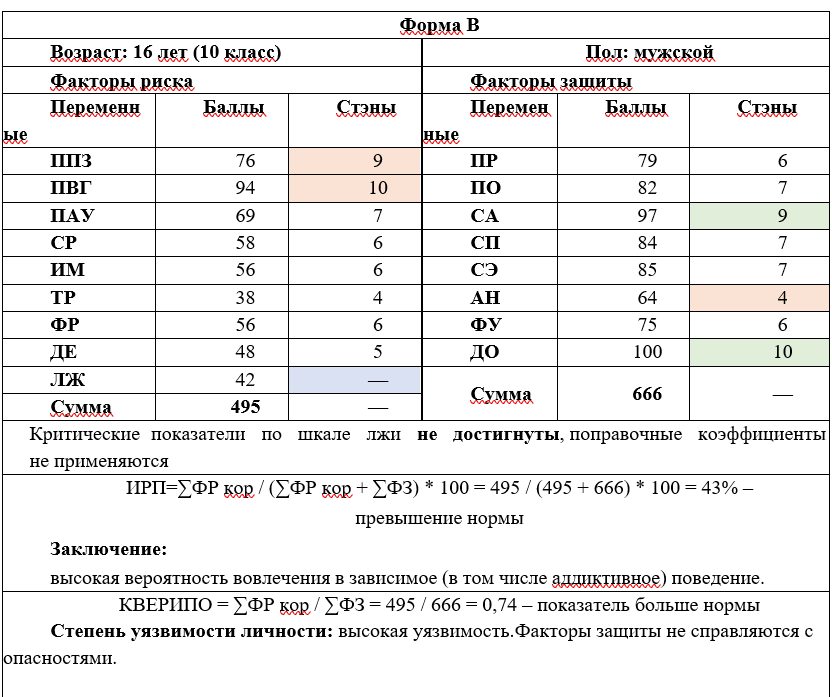 Форма В
Возраст: 16 лет (10 класс) Пол: мужской
Факторы риска Факторы защиты
Переменн Баллы Стэны Перемен Баллы Стэны
ые ные
ППЗ 76 9 ПР 79 6
ПВГ 94 10 ПО 82 7
ПАУ 69 7 СА 97 9
СР 58 6 СП 84 7
ИМ 56 6 СЭ 85 7
ТР 38 4 АН 64 4
ФР 56 6 ФУ 75 6
ДЕ 48 5 ДО 100 10
ЛЖ 42 —
Сумма 666 —
Сумма 495 —
Критические показатели по шкале лжи не достигнуты, поправочные коэффициенты
не применяются
ИРП=∑ФР кор / (∑ФР кор + ∑ФЗ) * 100 = 495 / (495 + 666) * 100 = 43% –
превышение нормы
Заключение:
высокая вероятность вовлечения в зависимое (в том числе аддиктивное) поведение.
КВЕРИПО = ∑ФР кор / ∑ФЗ = 495 / 666 = 0,74 – показатель больше нормы
Степень уязвимости личности: высокая уязвимость.Факторы защиты не справляются с
опасностями.